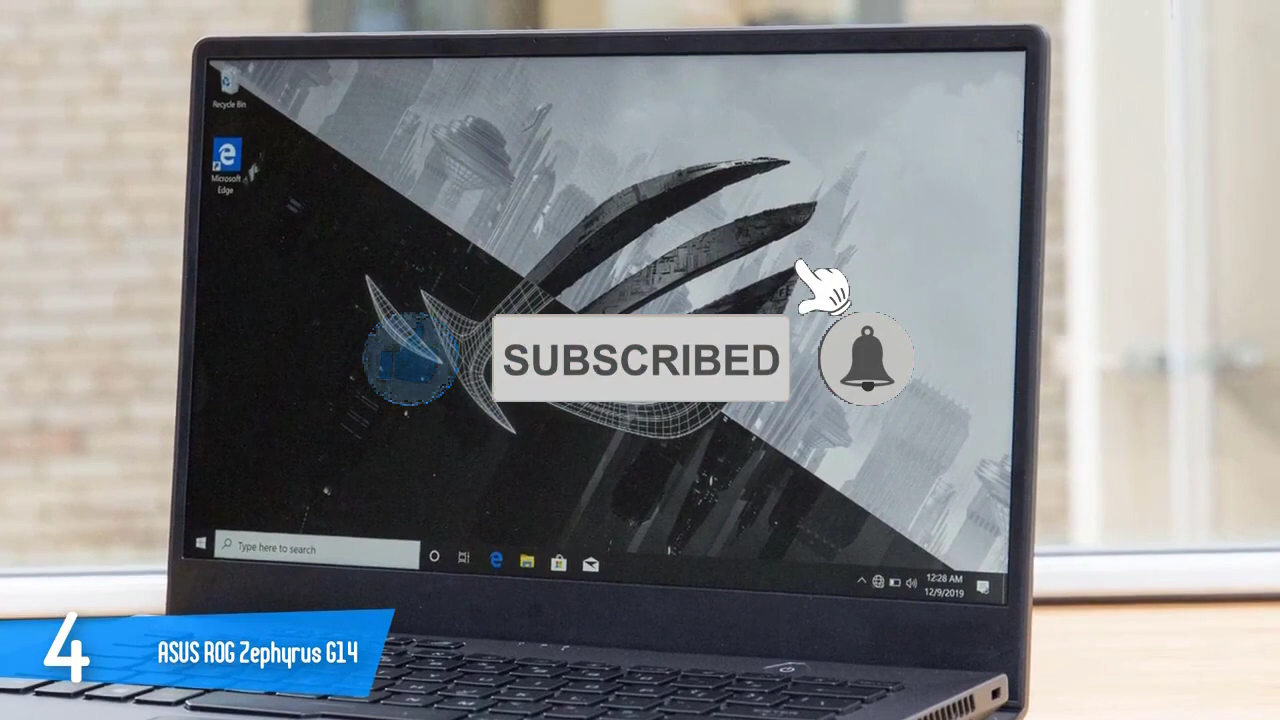 Recycle Bin
Microsoft
Edge
SUBSCRIBED
Type here to search
12:28 AM
12/9/2019
4
ASUS ROG Zephyrus G14